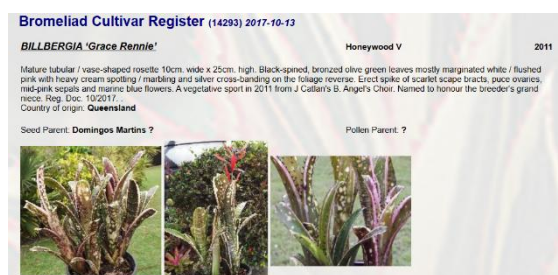 Bromeliad Cultivar Register (14293) 2017-10-13
BILLBERGIA 'Grace Rennie' Honeywood V 2011
Mature tubular / vase-shaped rosette 10cm. wide x 25cm. high. Black-spined, bronzed olive green leaves mostly marginated white / flushed
pink with heavy cream spotting / marbling and silver cross-banding on the foliage reverse. Erect spike of scarlet scape bracts, puce ovaries,
mid-pink sepals and marine blue flowers. A vegetative sport in 2011 from J Catlan's B. Angel's Choir. Named to honour the breeder's grand
niece. Reg. Doc. 10/2017. .
Country of origin: Queensland
Seed Parent: Domingos Martins ? Pollen Parent: ?